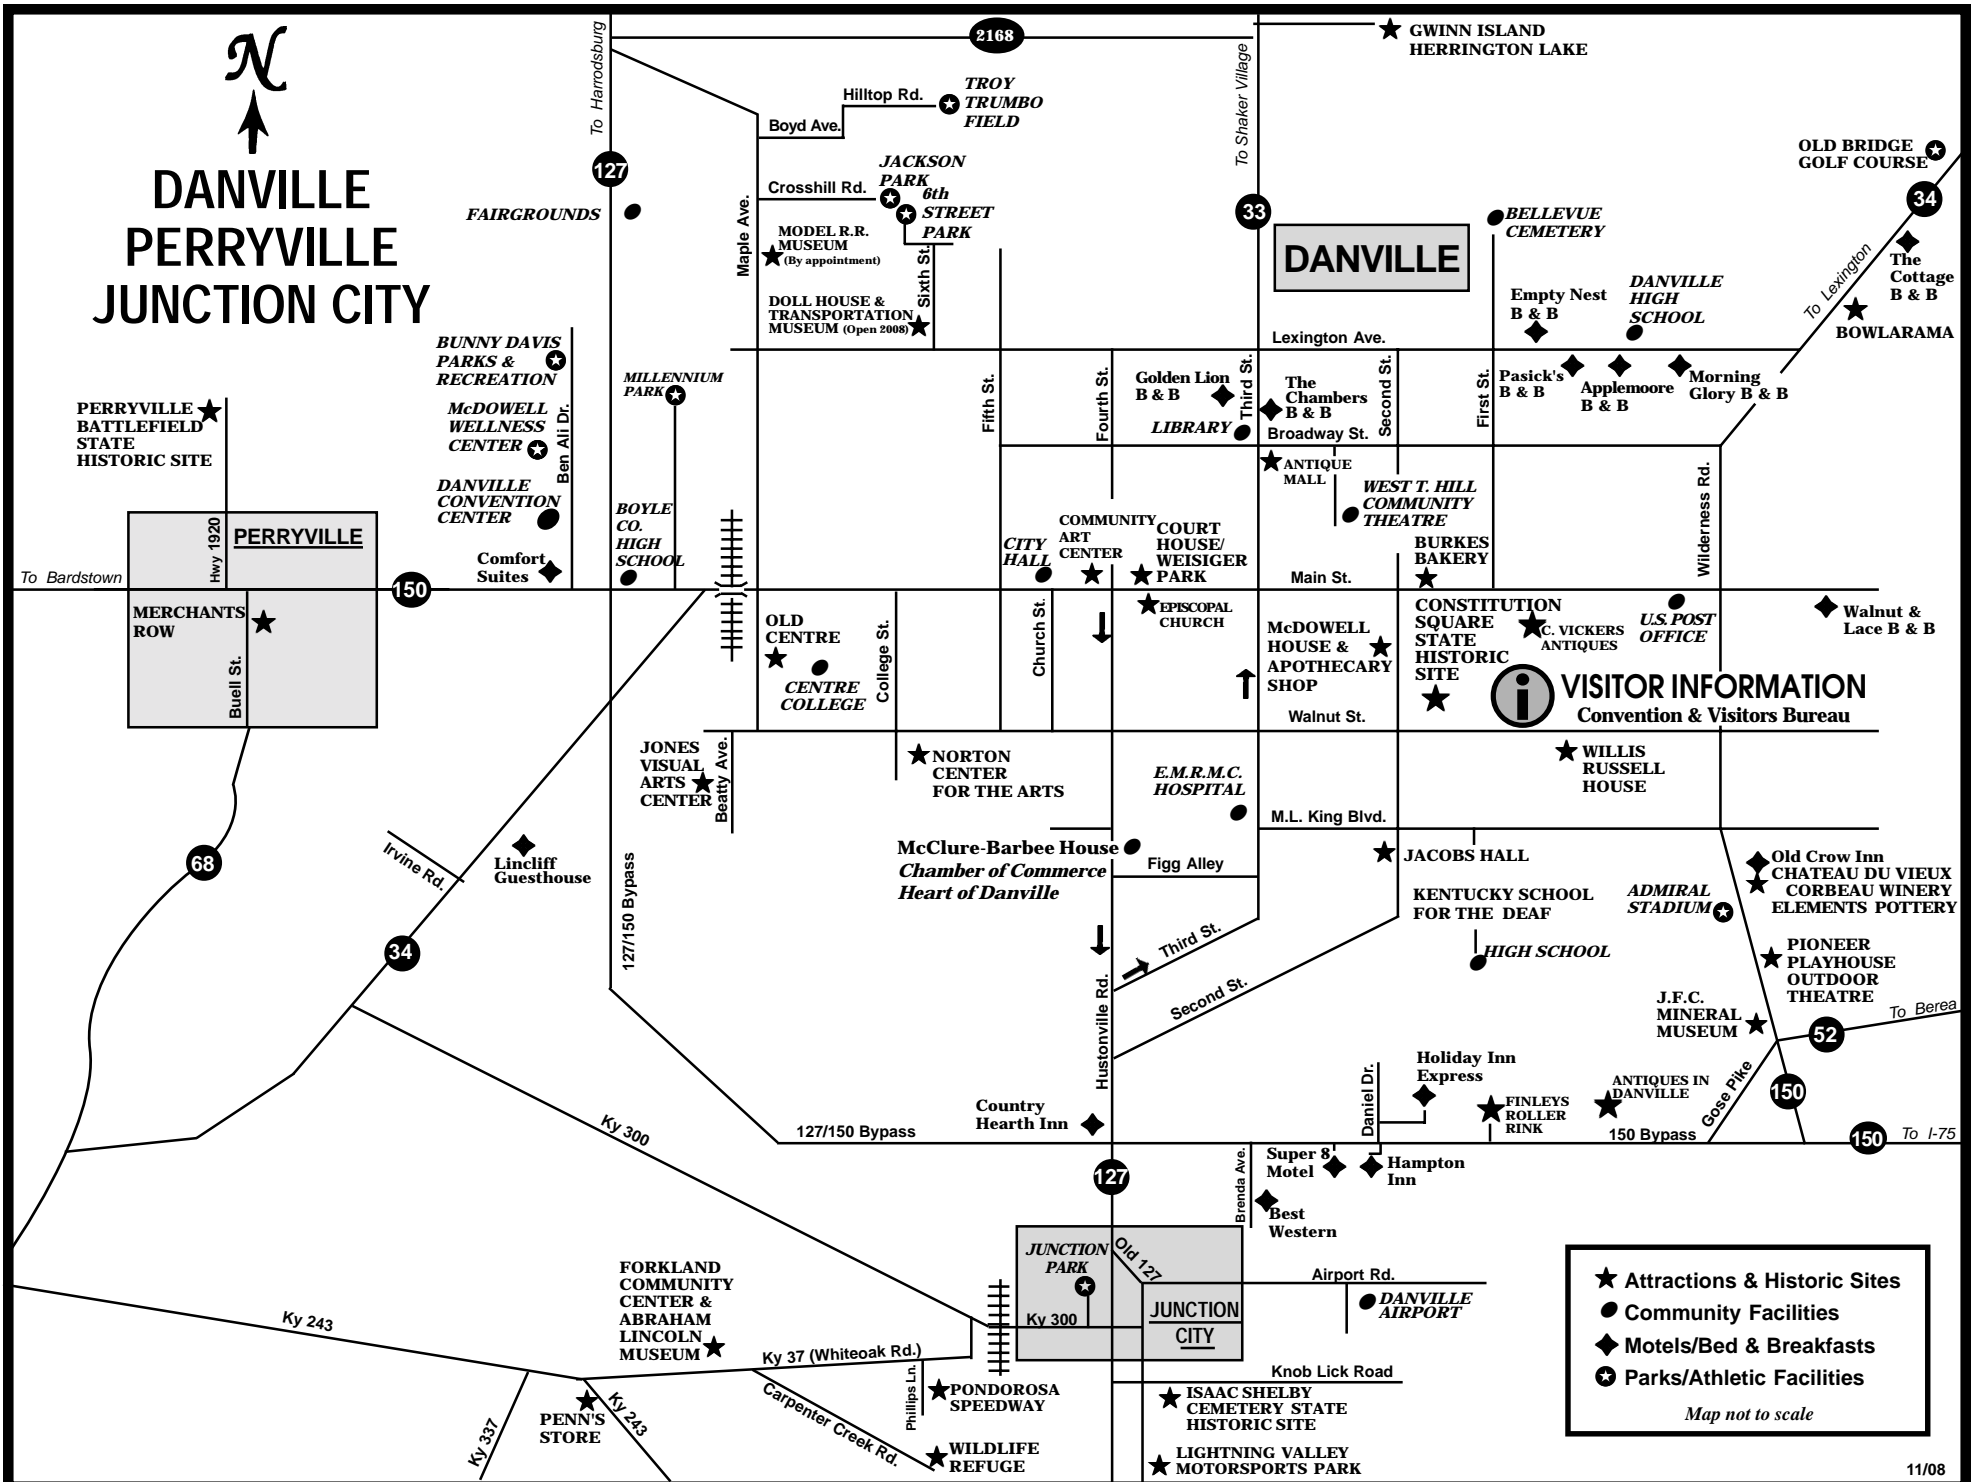 N
DANVILLE
PERRYVILLE
JUNCTION CITY
To Harrodsburg
2168
127
To Shaker Village
33
GWINN ISLAND
HERRINGTON LAKE
Hilltop Rd.
TROY
TRUMBO
FIELD
Boyd Ave.
OLD BRIDGE
GOLF COURSE
34
To Lexington
FAIRGROUNDS
Maple Ave.
Crosshill Rd.
JACKSON
PARK
6th
STREET
PARK
MODEL R.R.
MUSEUM
(By appointment)
Sixth St.
DOLL HOUSE &
TRANSPORTATION
MUSEUM (Open 2008)
DANVILLE
BELLEVUE
CEMETERY
Empty Nest
B & B
DANVILLE
HIGH
SCHOOL
The
Cottage
B & B
BOWLARAMA
Lexington Ave.
BUNNY DAVIS
PARKS &
RECREATION
MILLENNIUM
PARK
McDOWELL
WELLNESS
CENTER
Ben Ali Dr.
DANVILLE
CONVENTION
CENTER
Comfort
Suites
BOYLE
CO.
HIGH
SCHOOL
PERRYVILLE
BATTLEFIELD
STATE
HISTORIC SITE
Hwy 1920
PERRYVILLE
To Bardstown
150
MERCHANTS
ROW
Buell St.
Fifth St.
Fourth St.
Golden Lion
B & B
Third St.
The
Chambers
B & B
LIBRARY
Broadway St.
Second St.
First St.
Pasick's
B & B
Applemoore
B & B
Morning
Glory B & B
ANTIQUE
MALL
WEST T. HILL
COMMUNITY
THEATRE
Wilderness Rd.
CITY
HALL
COMMUNITY
ART
CENTER
COURT
HOUSE/
WEISIGER
PARK
Main St.
BURKES
BAKERY
OLD
CENTRE
CENTRE
COLLEGE
College St.
Church St.
EPISCOPAL
CHURCH
McDOWELL
HOUSE &
APOTHECARY
SHOP
CONSTITUTION
SQUARE
STATE
HISTORIC
SITE
C. VICKERS
ANTIQUES
U.S. POST
OFFICE
Walnut &
Lace B & B
i
VISITOR INFORMATION
Convention & Visitors Bureau
Walnut St.
JONES
VISUAL
ARTS
CENTER
Beatty Ave.
NORTON
CENTER
FOR THE ARTS
E.M.R.M.C.
HOSPITAL
WILLIS
RUSSELL
HOUSE
M.L. King Blvd.
68
Irvine Rd.
Lincliff
Guesthouse
127/150 Bypass
McClure-Barbee House
Chamber of Commerce
Heart of Danville
Figg Alley
JACOBS HALL
KENTUCKY SCHOOL
FOR THE DEAF
HIGH SCHOOL
ADMIRAL
STADIUM
Old Crow Inn
CHATEAU DU VIEUX
CORBEAU WINERY
ELEMENTS POTTERY
34
Third St.
Second St.
Hustonville Rd.
PIONEER
PLAYHOUSE
OUTDOOR
THEATRE
J.F.C.
MINERAL
MUSEUM
To Berea
52
Gose Pike
150
Ky 300
Country
Hearth Inn
127/150 Bypass
Daniel Dr.
Holiday Inn
Express
FINLEYS
ROLLER
RINK
ANTIQUES IN
DANVILLE
150 Bypass
150
To I-75
127
Brenda Ave.
Super 8
Motel
Hampton
Inn
Best
Western
JUNCTION
PARK
Old 127
Airport Rd.
Ky 300
JUNCTION
CITY
DANVILLE
AIRPORT
Ky 243
FORKLAND
COMMUNITY
CENTER &
ABRAHAM
LINCOLN
MUSEUM
Ky 37 (Whiteoak Rd.)
Carpenter Creek Rd.
Phillips Ln.
PONDOROSA
SPEEDWAY
Knob Lick Road
ISAAC SHELBY
CEMETERY STATE
HISTORIC SITE
Ky 337
PENN'S
STORE
Ky 243
WILDLIFE
REFUGE
LIGHTNING VALLEY
MOTORSPORTS PARK
Attractions & Historic Sites
Community Facilities
Motels/Bed & Breakfasts
Parks/Athletic Facilities
Map not to scale
11/08